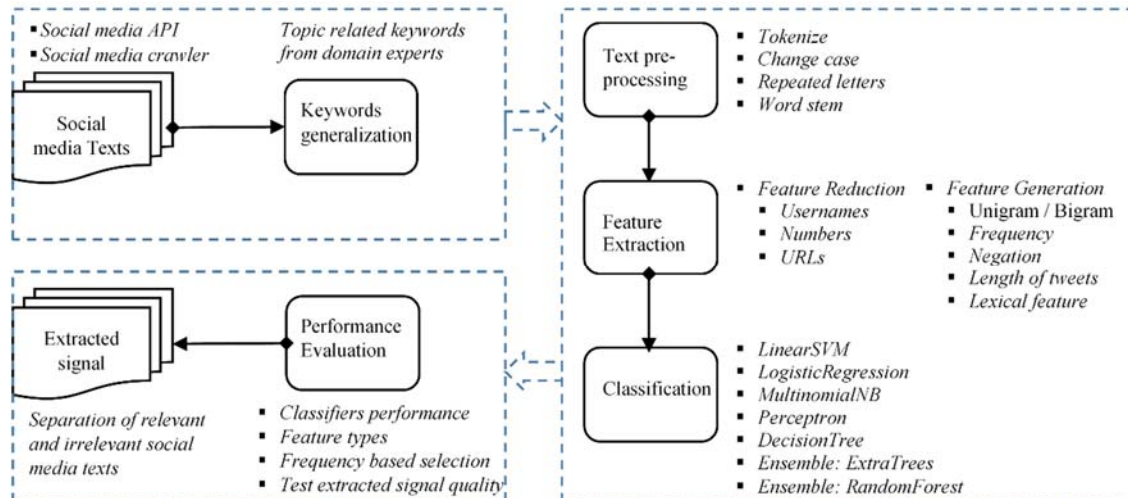 ▪ Social media API
▪ Social media crawler
Topic related keywords
from domain experts
Social
media Texts
Keywords
generalization
Text pre-
processing
▪ Tokenize
▪ Change case
▪ Repeated letters
▪ Word stem
Feature
Extraction
▪ Feature Reduction
▪ Usernames
▪ Numbers
▪ URLs
▪ Feature Generation
▪ Unigram / Bigram
▪ Frequency
▪ Negation
▪ Length of tweets
▪ Lexical feature
Classification
▪ LinearSVM
▪ LogisticRegression
▪ MultinomialNB
▪ Perceptron
▪ DecisionTree
▪ Ensemble: ExtraTrees
▪ Ensemble: RandomForest
Performance
Evaluation
▪ Classifiers performance
▪ Feature types
▪ Frequency based selection
▪ Test extracted signal quality
Extracted
signal
Separation of relevant
and irrelevant social
media texts